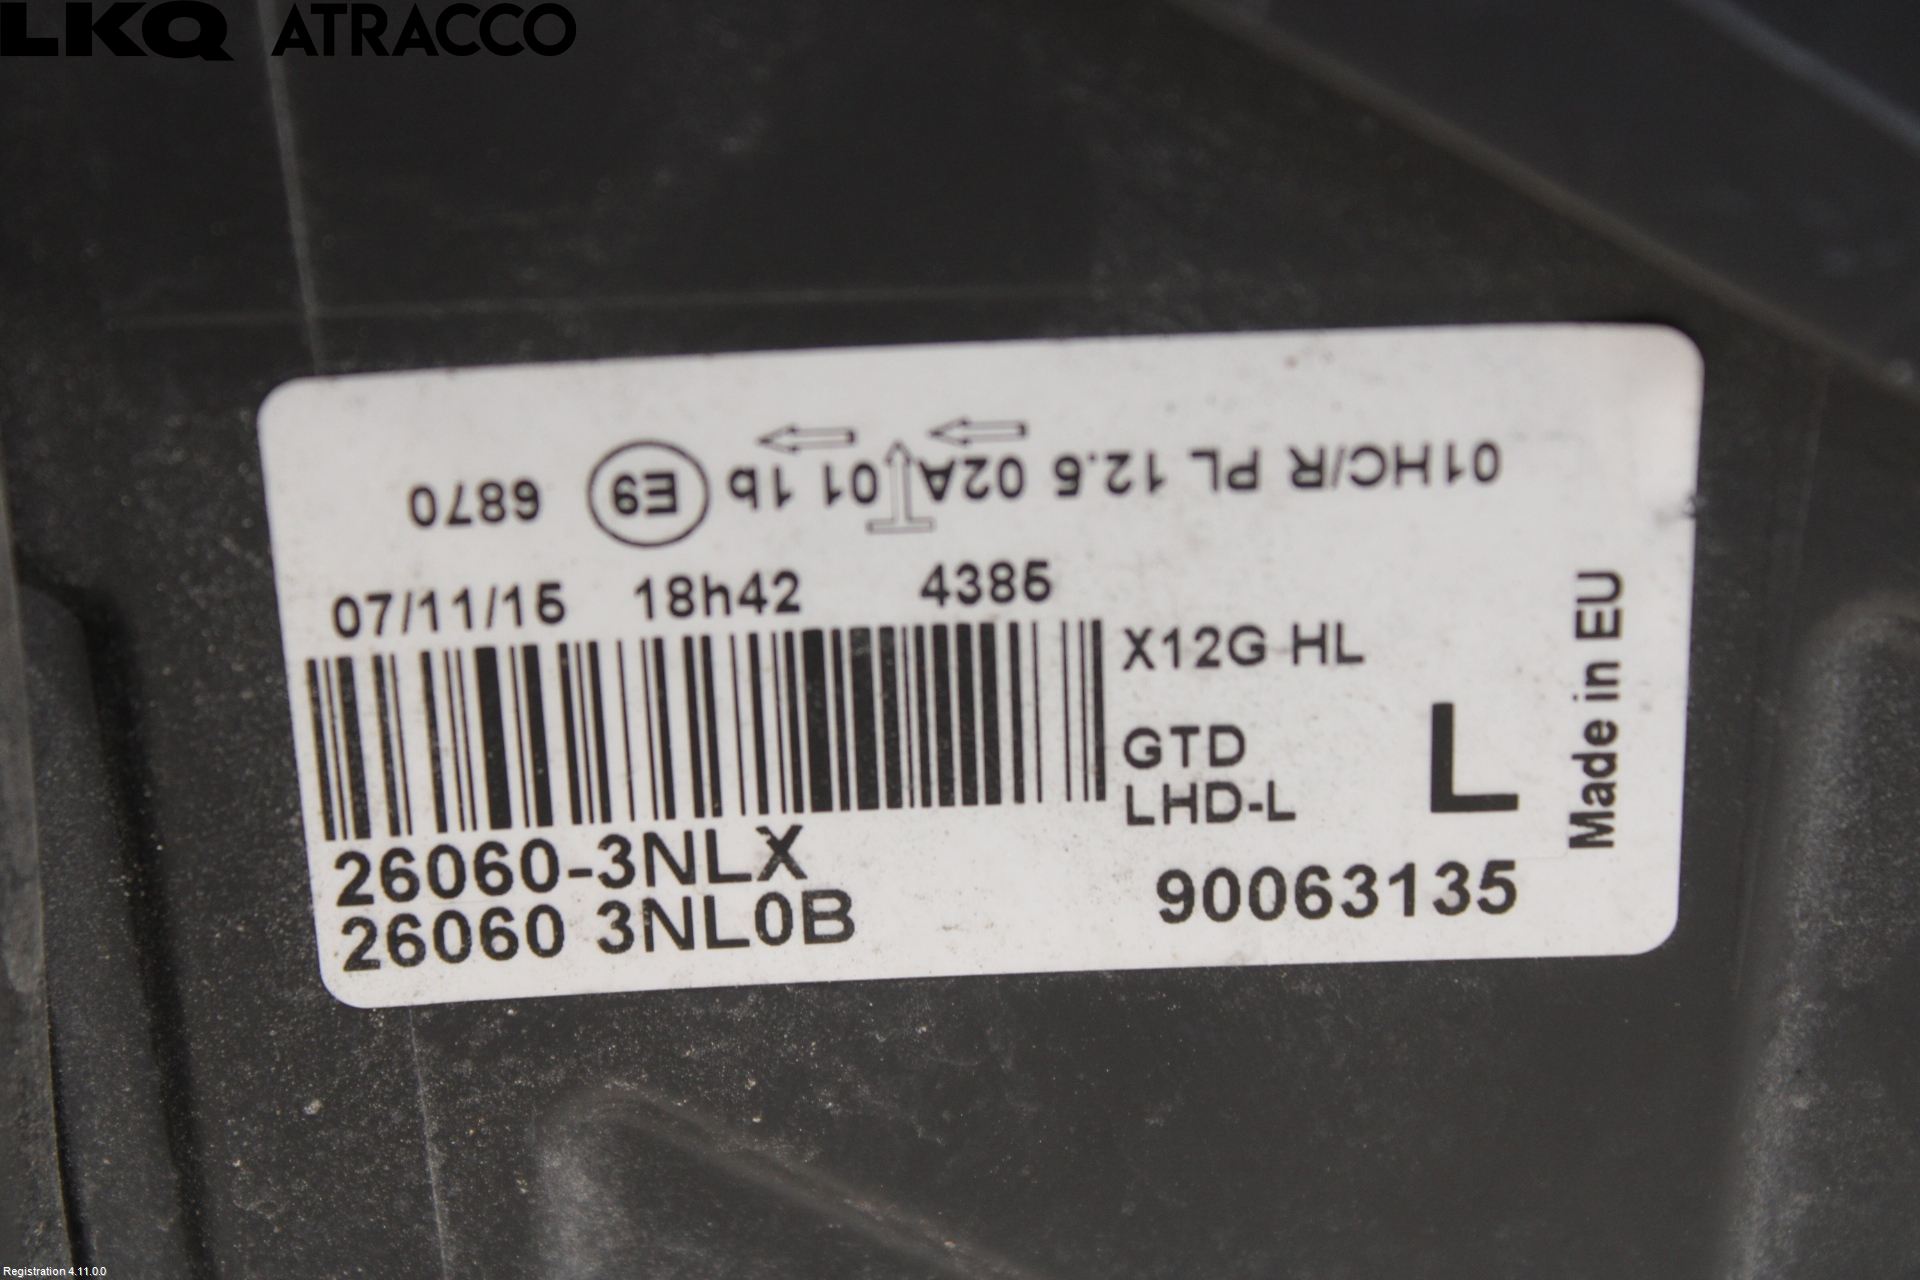 LKQ ATRACCO
01HC/R PL 12.5 02A 01 1b E9 6870
07/11/15 18h42 4385
X12G HL
GTD
LHD-L
L
Made in EU
26060-3NLX
26060 3NL0B
90063135
Registration 4.11.0.0